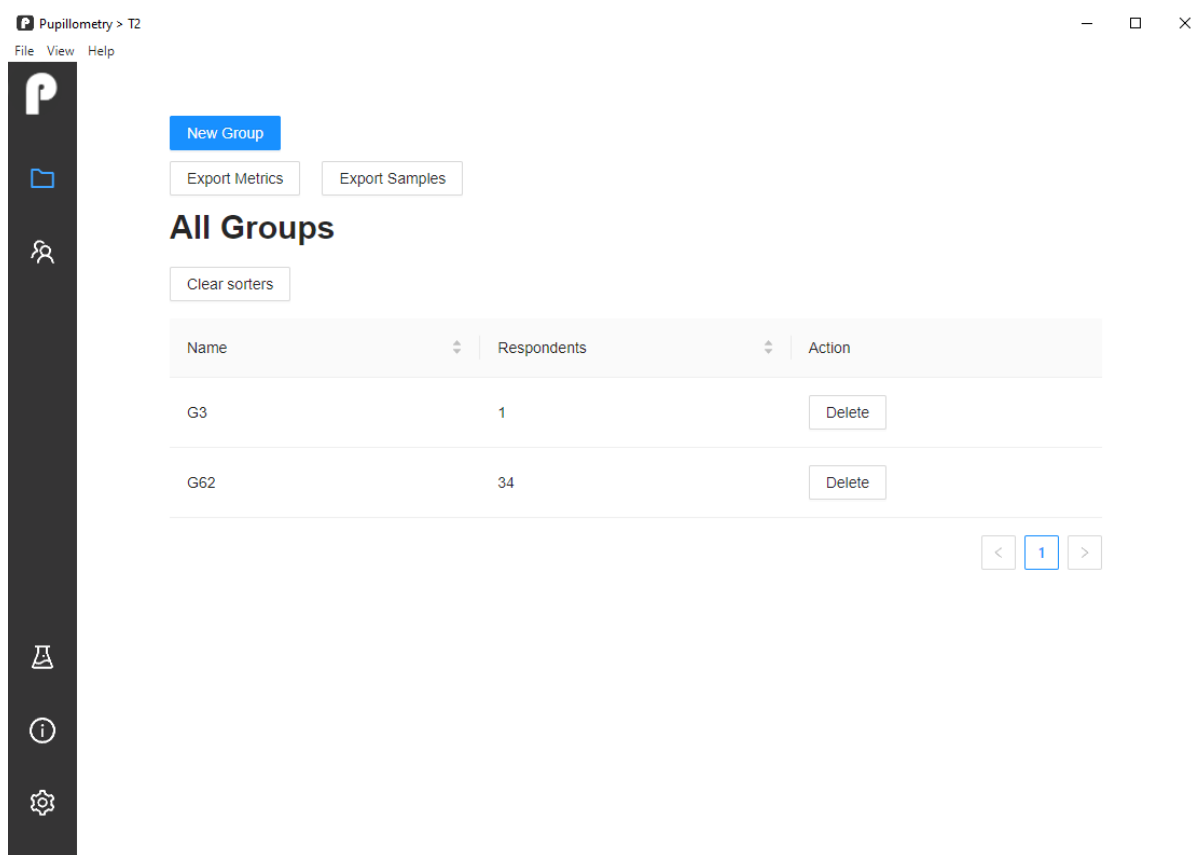 Pupillometry > T2
File View Help
New Group
Export Metrics Export Samples
All Groups
Clear sorters
Name Respondents Action
G3 1 Delete
G62 34 Delete
< 1 >